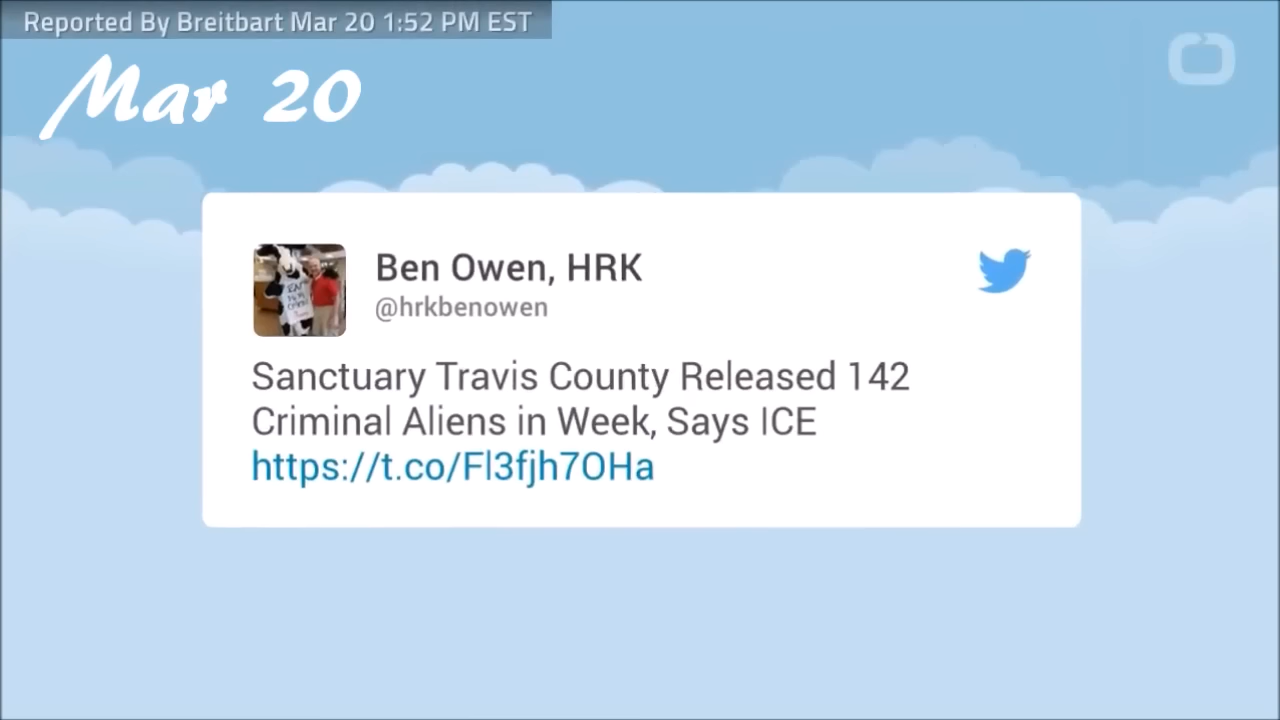 Reported By Breitbart Mar 20 1:52 PM EST
Mar 20
Ben Owen, HRK
@hrkbenowen
Sanctuary Travis County Released 142
Criminal Aliens in Week, Says ICE
https://t.co/Fl3fjh7OHa